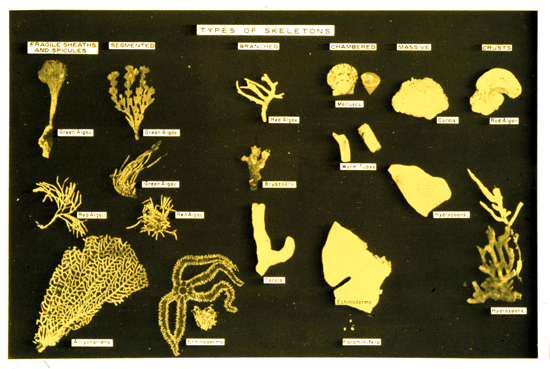 TYPES OF SKELETONS
FRAGILE SHEATHS
AND SPICULES
SEGMENTED
BRANCHED
CHAMBERED
MASSIVE
CRUSTS
Green Algae
Green Algae
Red Algae
Mollusks
Corals
Red Algae
Green Algae
Bryozoans
Worm Tubes
Red Algae
Red Algae
Hydrozoans
Corals
Echinoderms
Hydrozoans
Alcyonarians
Echinoderms
Foraminifera